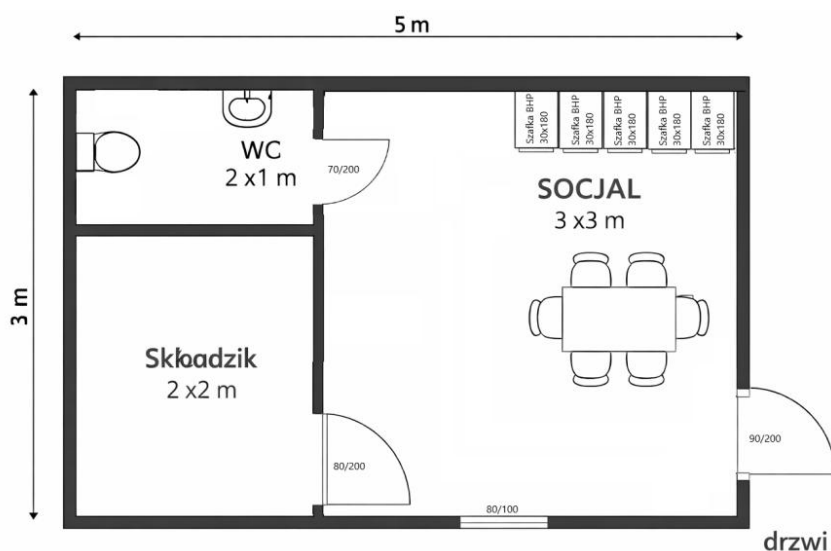 5 m
3 m
WC
2 x1 m
70/200
Szafka BHP
30x180
Szafka BHP
30x180
Szafka BHP
30x180
Szafka BHP
30x180
Szafka BHP
30x180
SOCJAL
3 x3 m
2 x2 m
80/200
90/200
80/100
drzwi